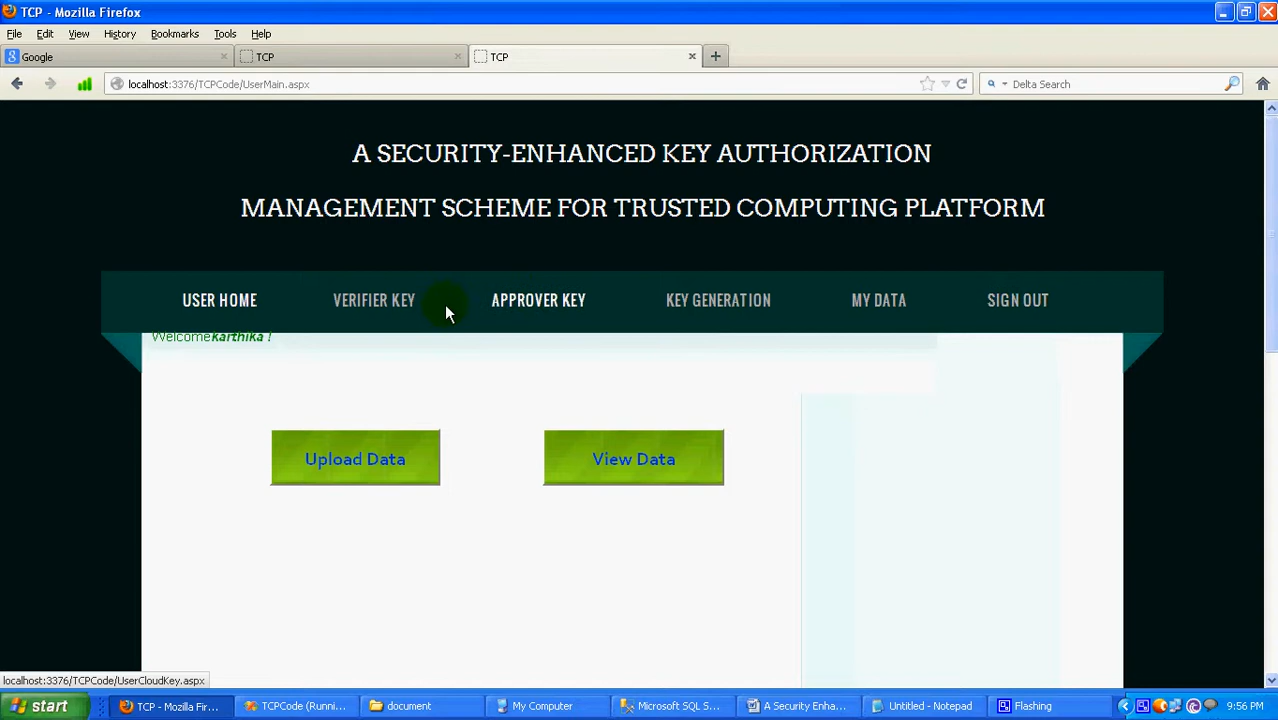 TCP - Mozilla Firefox
File Edit View History Bookmarks Tools Help
Google TCP TCP
localhost:3376/TCPCode/UserMain.aspx Delta Search
A SECURITY-ENHANCED KEY AUTHORIZATION
MANAGEMENT SCHEME FOR TRUSTED COMPUTING PLATFORM
USER HOME VERIFIER KEY APPROVER KEY KEY GENERATION MY DATA SIGN OUT
Welcomekarthika !
Upload Data View Data
localhost:3376/TCPCode/UserCloudKey.aspx
start TCP - Mozilla Fir... TCPCode (Runni... document My Computer Microsoft SQL S... A Security Enha... Untitled - Notepad Flashing 9:56 PM